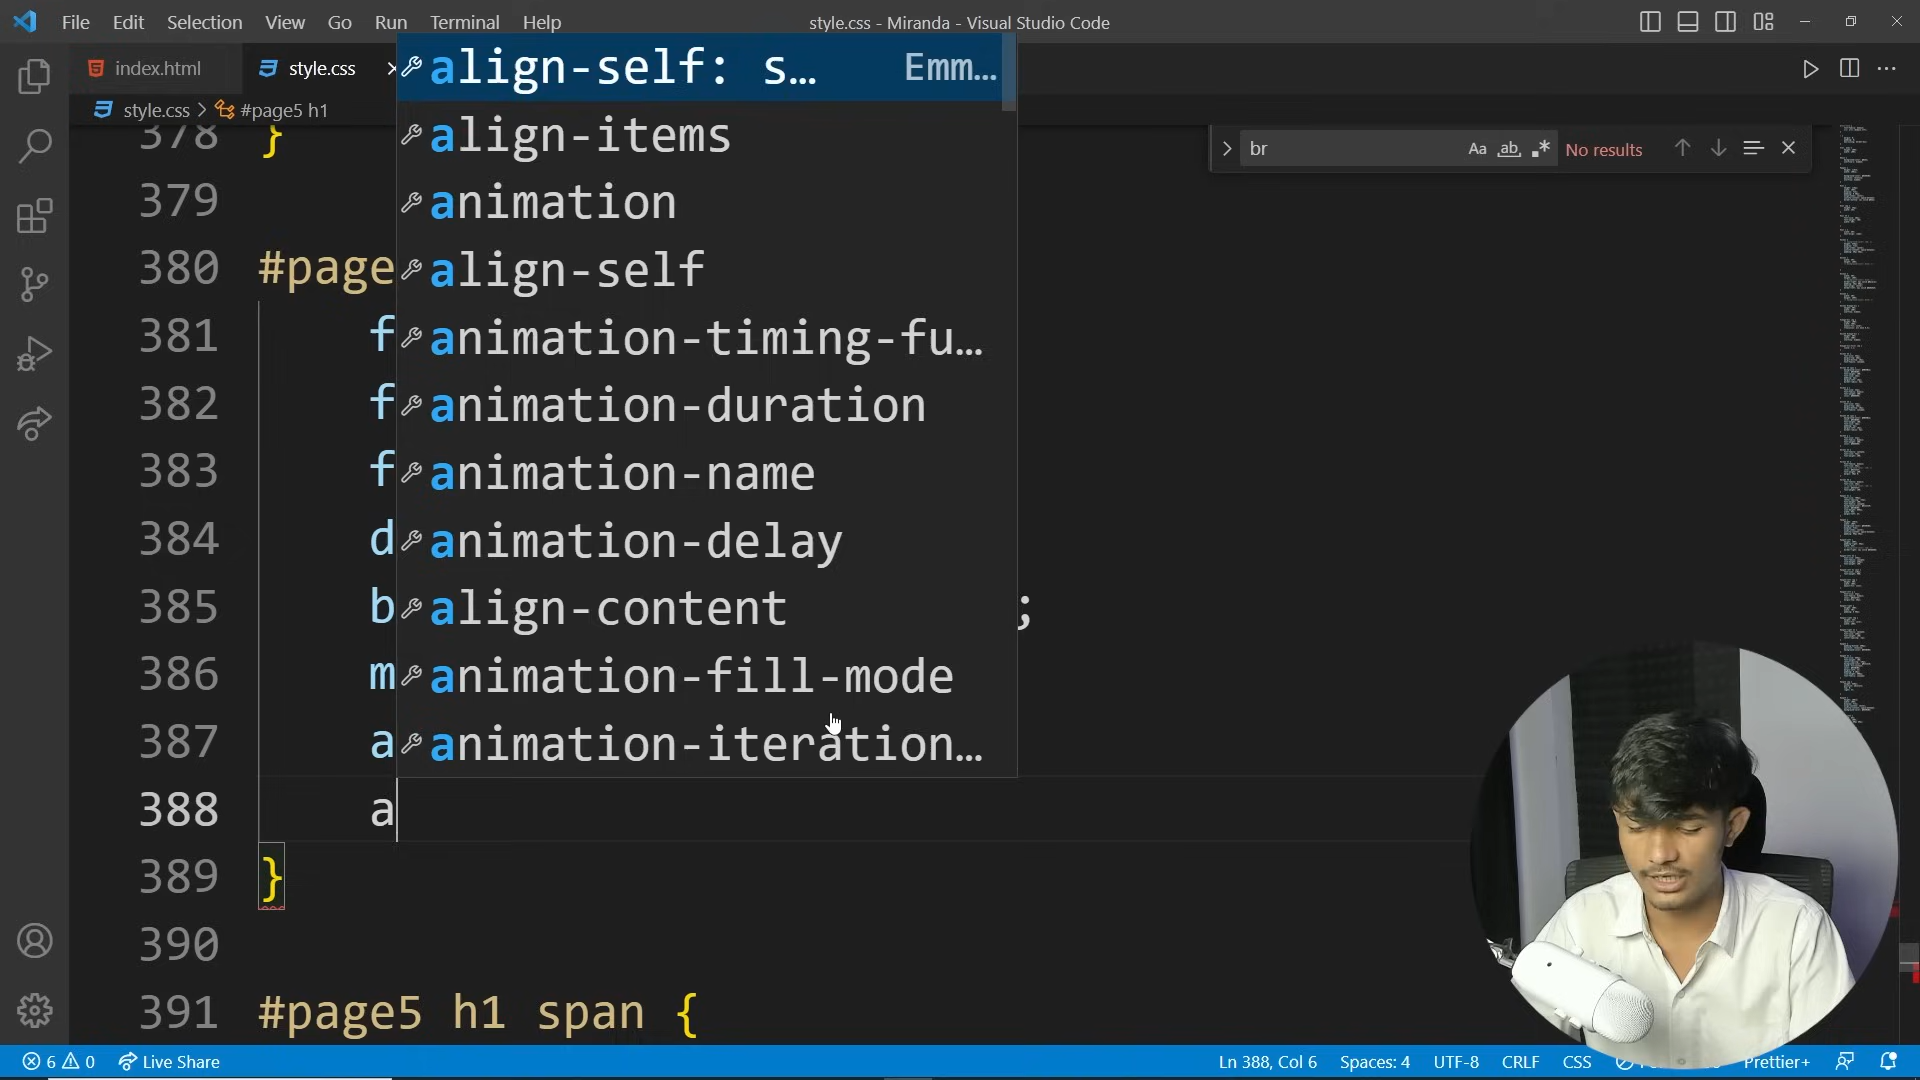 File Edit Selection View Go Run Terminal Help
style.css - Miranda - Visual Studio Code
index.html
style.css
style.css > #page5 h1
br
Aa ab .*
No results
378 }
379
380 #page
381 f
382 f
383 f
384 d
385 b ;
386 m
387 a
388 a
389 }
390
391 #page5 h1 span {
align-self: s… Emm…
align-items
animation
align-self
animation-timing-fu…
animation-duration
animation-name
animation-delay
align-content
animation-fill-mode
animation-iteration…
6 0 Live Share
Ln 388, Col 6 Spaces: 4 UTF-8 CRLF CSS
Prettier+